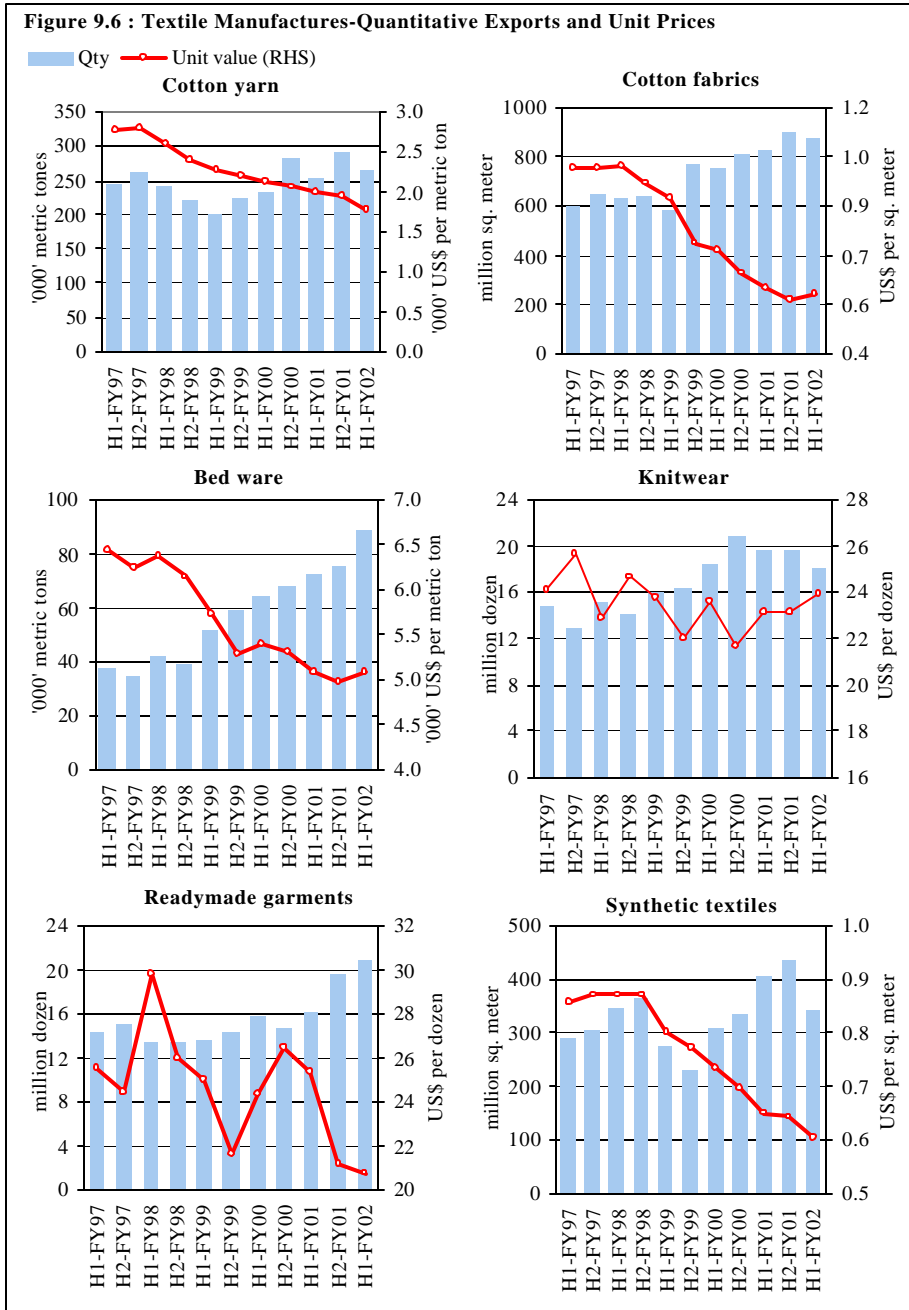 Figure 9.6 : Textile Manufactures-Quantitative Exports and Unit Prices
Qty Unit value (RHS)
Cotton yarn
'000' metric tones
350
300
250
200
150
100
50
0
3.0
2.5
2.0
1.5
1.0
0.5
0.0
'000' US$ per metric ton
H1-FY97
H2-FY97
H1-FY98
H2-FY98
H1-FY99
H2-FY99
H1-FY00
H2-FY00
H1-FY01
H2-FY01
H1-FY02
Cotton fabrics
million sq. meter
1000
800
600
400
200
0
1.2
1.0
0.9
0.7
0.6
0.4
US$ per sq. meter
H1-FY97
H2-FY97
H1-FY98
H2-FY98
H1-FY99
H2-FY99
H1-FY00
H2-FY00
H1-FY01
H2-FY01
H1-FY02
Bed ware
'000' metric tons
100
80
60
40
20
0
7.0
6.5
6.0
5.5
5.0
4.5
4.0
'000' US$ per metric ton
H1-FY97
H2-FY97
H1-FY98
H2-FY98
H1-FY99
H2-FY99
H1-FY00
H2-FY00
H1-FY01
H2-FY01
H1-FY02
Knitwear
million dozen
24
20
16
12
8
4
0
28
26
24
22
20
18
16
US$ per dozen
H1-FY97
H2-FY97
H1-FY98
H2-FY98
H1-FY99
H2-FY99
H1-FY00
H2-FY00
H1-FY01
H2-FY01
H1-FY02
Readymade garments
million dozen
24
20
16
12
8
4
0
32
30
28
26
24
22
20
US$ per dozen
H1-FY97
H2-FY97
H1-FY98
H2-FY98
H1-FY99
H2-FY99
H1-FY00
H2-FY00
H1-FY01
H2-FY01
H1-FY02
Synthetic textiles
million sq. meter
500
400
300
200
100
0
1.0
0.9
0.8
0.7
0.6
0.5
US$ per sq. meter
H1-FY97
H2-FY97
H1-FY98
H2-FY98
H1-FY99
H2-FY99
H1-FY00
H2-FY00
H1-FY01
H2-FY01
H1-FY02